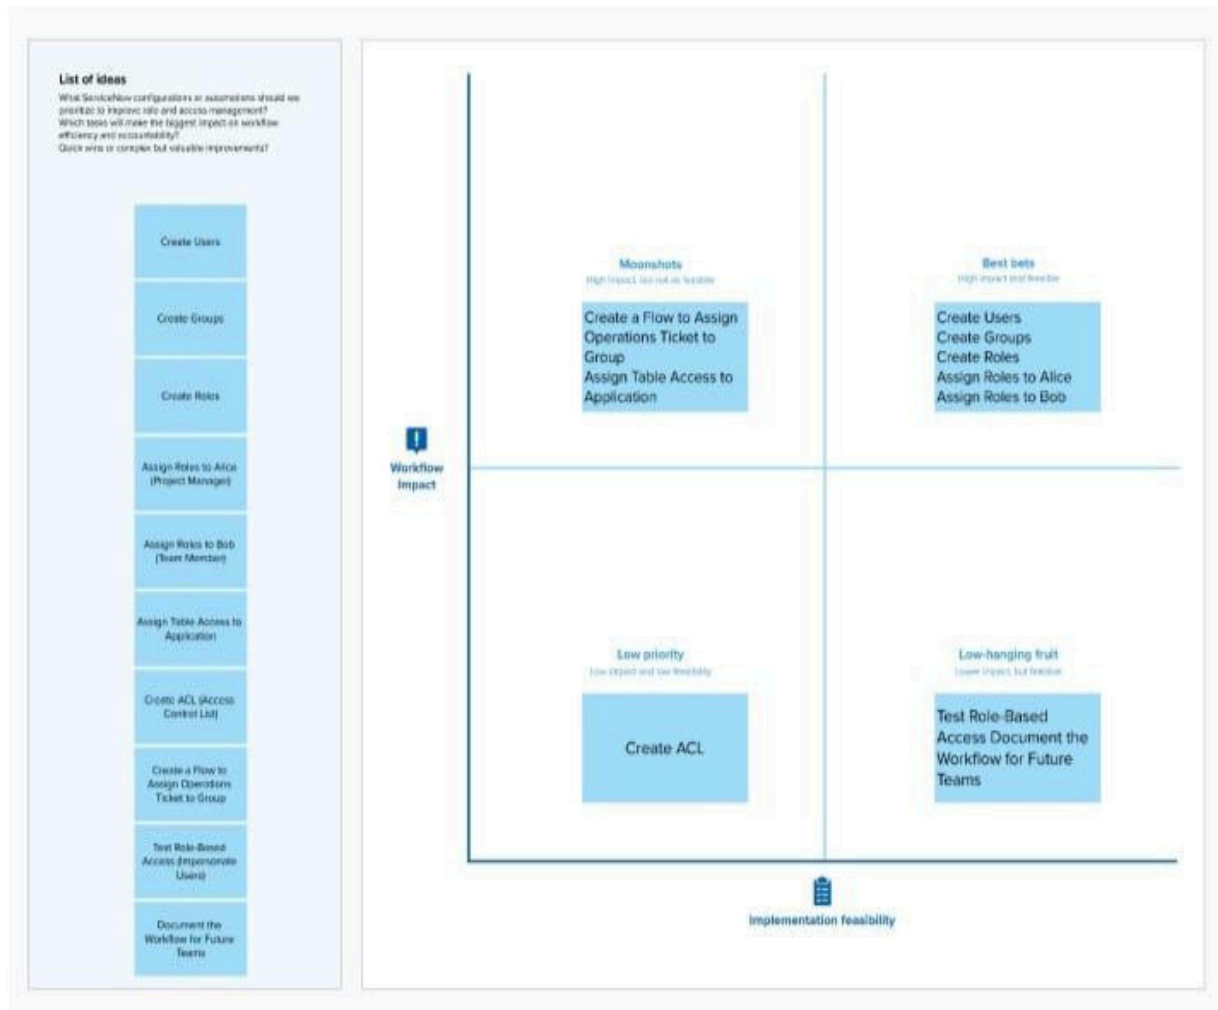 List of ideas
What ServiceNow configurations or automations should we
prioritize to improve role and access management?
Which tasks will make the biggest impact on workflow
efficiency and accountability?
Quick wins or complex but valuable improvements?
Create Users
Create Groups
Create Roles
Assign Roles to Alice
(Project Manager)
Assign Roles to Bob
(Team Member)
Assign Table Access to
Application
Create ACL (Access
Control List)
Create a Flow to
Assign Operations
Ticket to Group
Test Role-Based
Access (Impersonate
Users)
Document the
Workflow for Future
Teams
Moonshots
High impact, but not as feasible
Create a Flow to Assign
Operations Ticket to
Group
Assign Table Access to
Application
Best bets
High impact and feasible
Create Users
Create Groups
Create Roles
Assign Roles to Alice
Assign Roles to Bob
Workflow
Impact
Low priority
Low impact and low feasibility
Create ACL
Low-hanging fruit
Lower impact, but feasible
Test Role-Based
Access Document the
Workflow for Future
Teams
Implementation feasibility